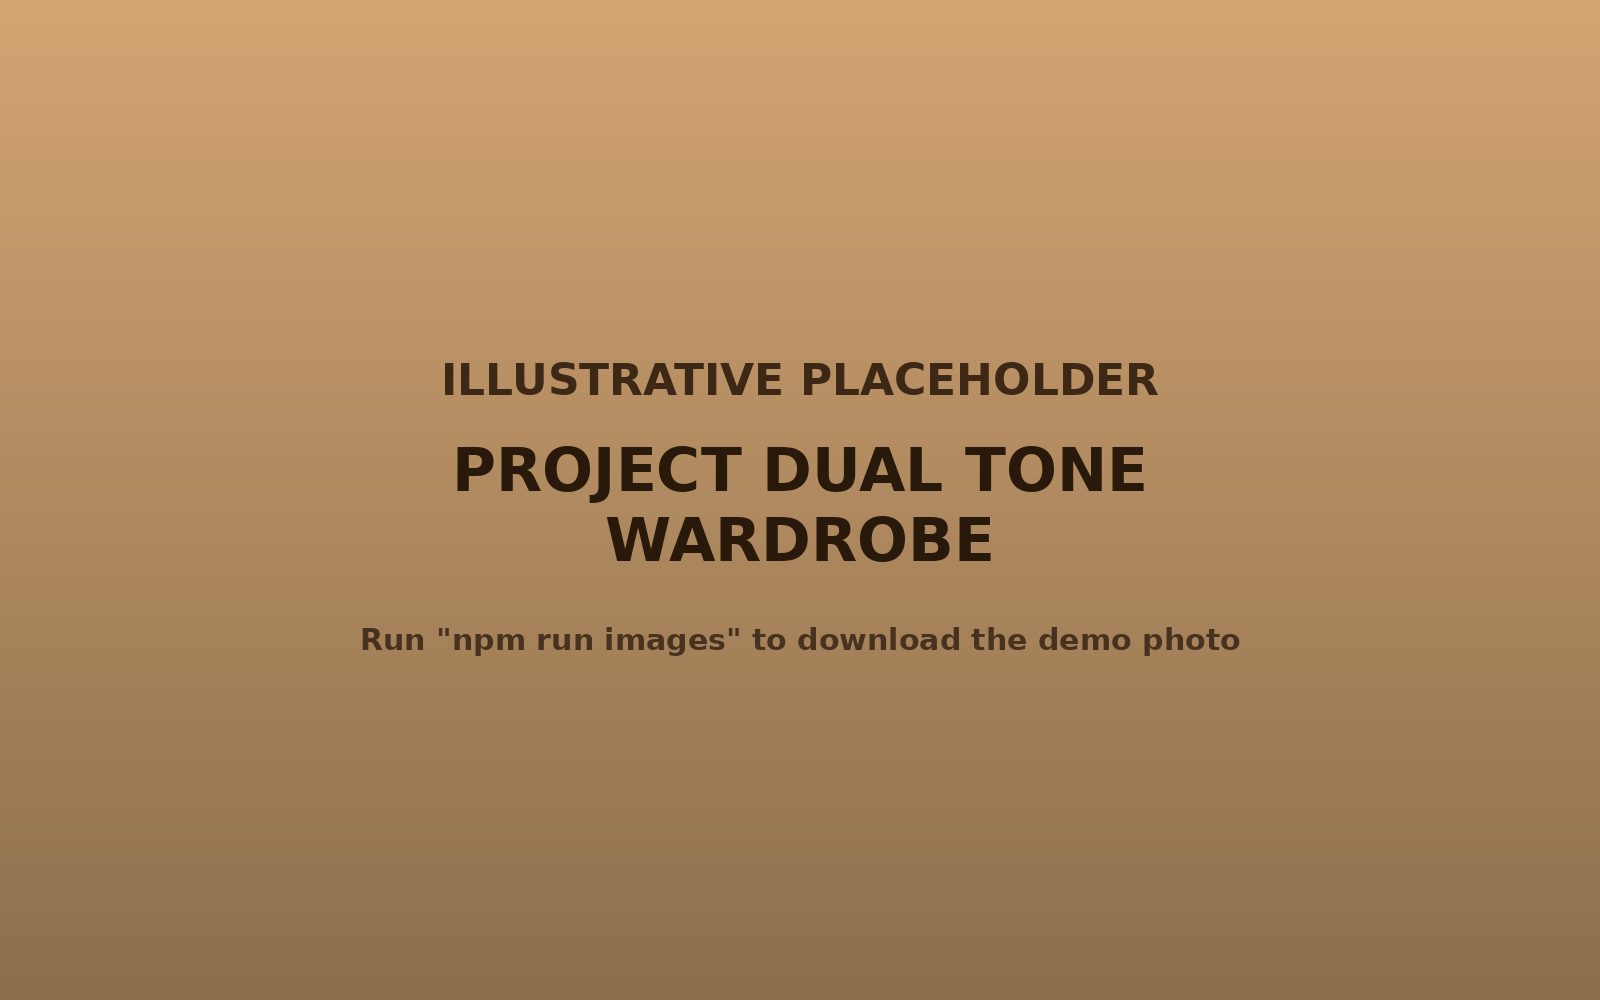 ILLUSTRATIVE PLACEHOLDER
PROJECT DUAL TONE
WARDROBE
Run "npm run images" to download the demo photo